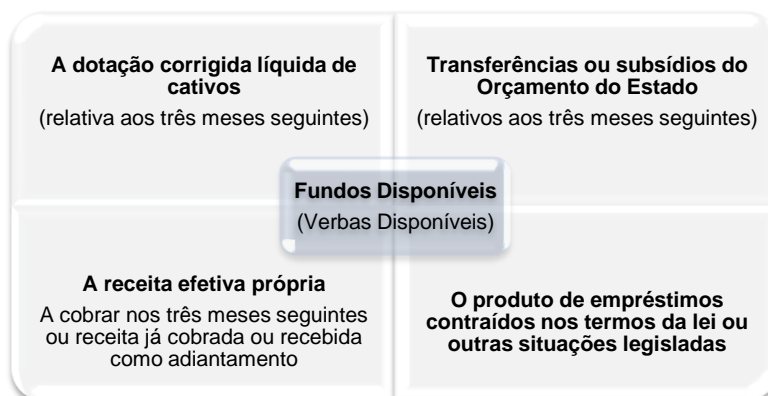 A dotação corrigida líquida de
cativos
(relativa aos três meses seguintes)
Transferências ou subsídios do
Orçamento do Estado
(relativos aos três meses seguintes)
Fundos Disponíveis
(Verbas Disponíveis)
A receita efetiva própria
A cobrar nos três meses seguintes
ou receita já cobrada ou recebida
como adiantamento
O produto de empréstimos
contraídos nos termos da lei ou
outras situações legisladas